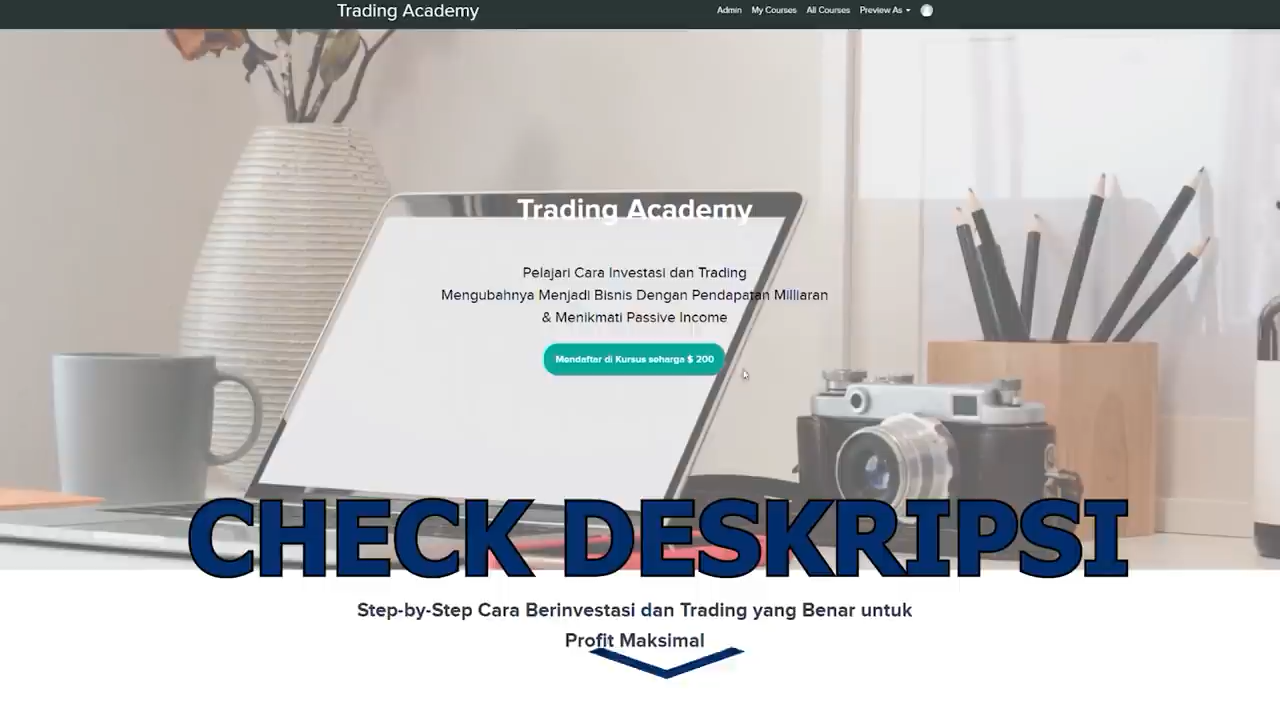 Trading Academy
Admin My Courses All Courses Preview As
Trading Academy
Pelajari Cara Investasi dan Trading
Mengubahnya Menjadi Bisnis Dengan Pendapatan Milliaran
& Menikmati Passive Income
Mendaftar di Kursus seharga $ 200
CHECK DESKRIPSI
Step-by-Step Cara Berinvestasi dan Trading yang Benar untuk
Profit Maksimal